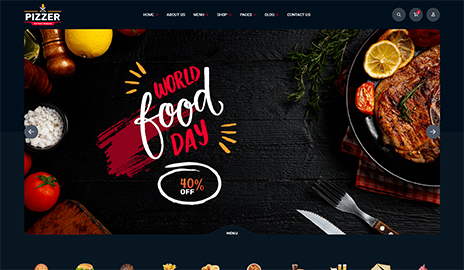 PIZZER
HOME
ABOUT US
MENU
SHOP
PAGES
BLOG
CONTACT US
WORLD
food
DAY
40%
OFF
MENU